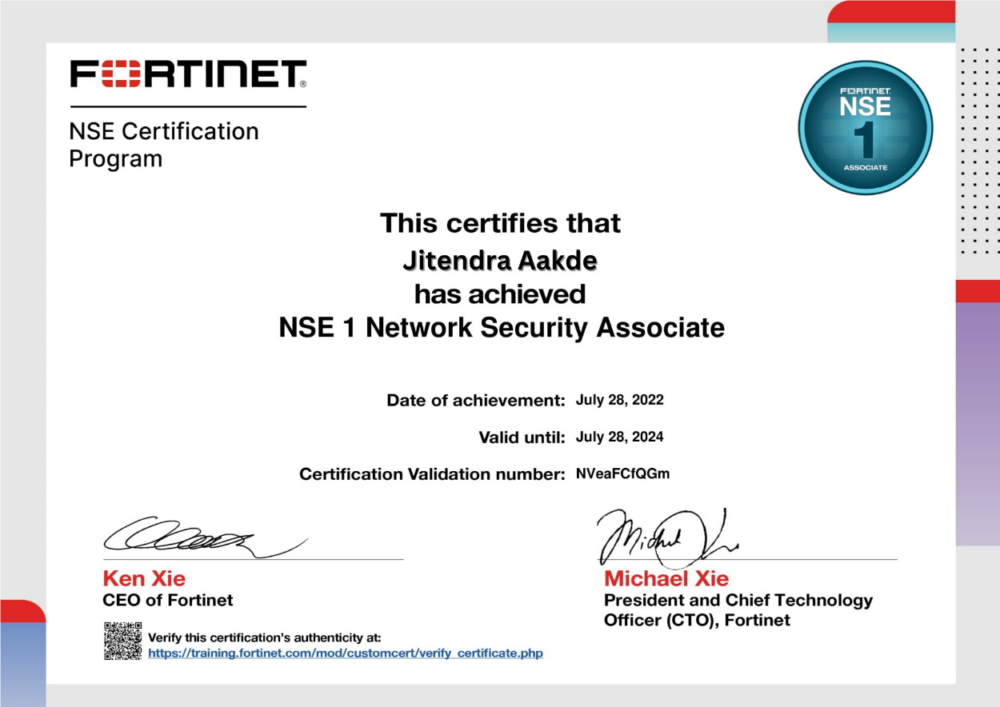 FORTINET®
NSE Certification
Program
FORTINET
NSE
1
ASSOCIATE
This certifies that
Jitendra Aakde
has achieved
NSE 1 Network Security Associate
Date of achievement: July 28, 2022
Valid until: July 28, 2024
Certification Validation number: NVeaFCfQGm
Ken Xie
CEO of Fortinet
Michael Xie
President and Chief Technology
Officer (CTO), Fortinet
Verify this certification's authenticity at:
https://training.fortinet.com/mod/customcert/verify_certificate.php